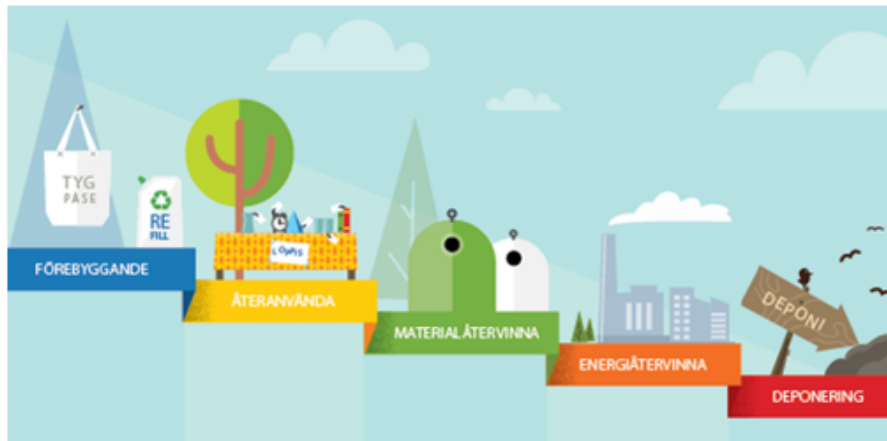 TYG
PÅSE
RE
FILL
FÖREBYGGANDE
LOPPIS
ÅTERANVÄNDA
MATERIALÅTERVINNA
ENERGIÅTERVINNA
DEPONI
DEPONERING